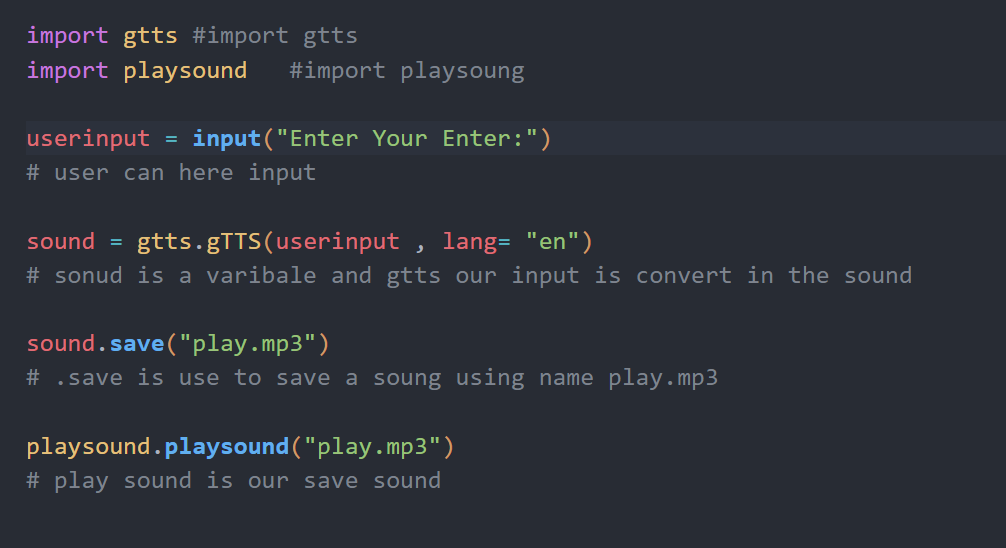 import gtts #import gtts
import playsound   #import playsoung
userinput = input("Enter Your Enter:")
# user can here input
sound = gtts.gTTS(userinput , lang= "en")
# sonud is a varibale and gtts our input is convert in the sound
sound.save("play.mp3")
# .save is use to save a soung using name play.mp3
playsound.playsound("play.mp3")
# play sound is our save sound